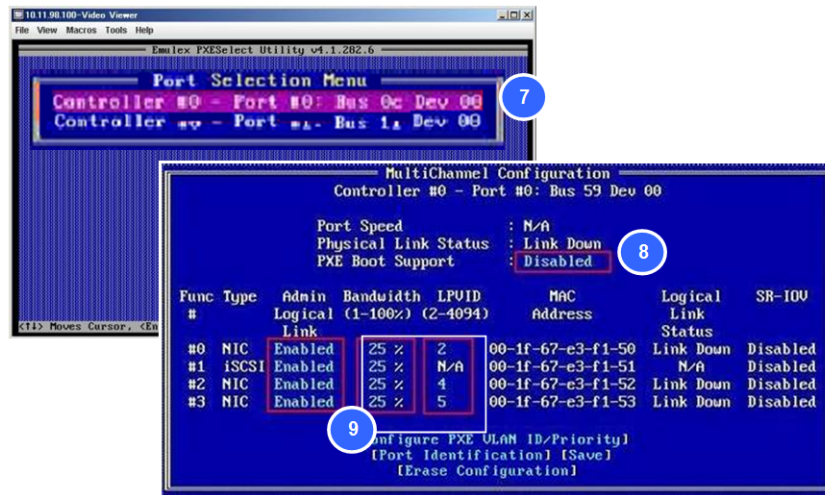 10.11.90.100-Video Viewer
File View Macros Tools Help
Emulex PXESelect Utility v4.1.282.6
Port Selection Menu
Controller #0 - Port #0: Bus 0c Dev 00
Controller - Port Bus Dev 00
7
MultiChannel Configuration
Controller #0 - Port #0: Bus 59 Dev 00
Port Speed : N/A
Physical Link Status : Link Down
PXE Boot Support : Disabled
8
Func Type Admin Bandwidth LPVID MAC Logical SR-IOV
# Logical (1-100%) (2-4094) Address Link
Link Status
#0 NIC Enabled 25 % 2 00-1f-67-e3-f1-50 Link Down Disabled
#1 iSCSI Enabled 25 % N/A 00-1f-67-e3-f1-51 N/A Disabled
#2 NIC Enabled 25 % 4 00-1f-67-e3-f1-52 Link Down Disabled
#3 NIC Enabled 25 % 5 00-1f-67-e3-f1-53 Link Down Disabled
9
onfigure PXE VLAN ID/Priority]
[Port Identification] [Save]
[Erase Configuration]
<↑↓> Moves Cursor, <En